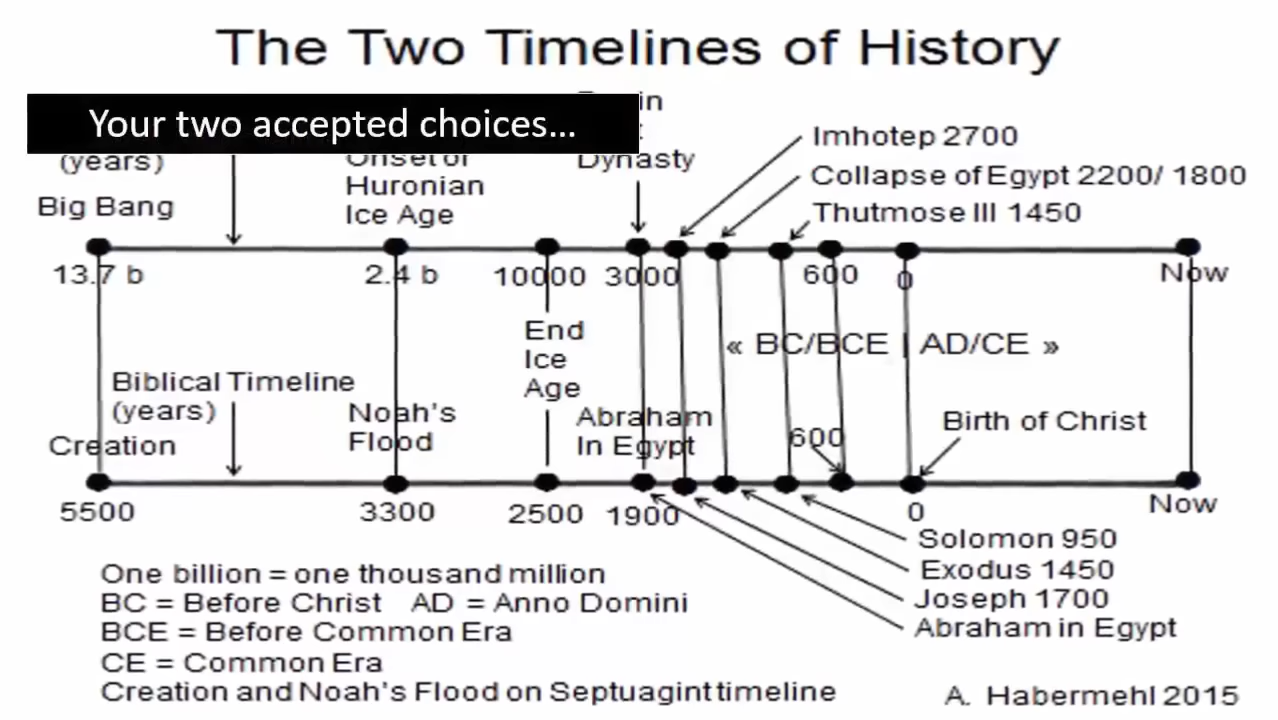 The Two Timelines of History
Your two accepted choices...
(years)
Big Bang
Onset of
Huronian
Ice Age
in
Dynasty
Imhotep 2700
Collapse of Egypt 2200/ 1800
Thutmose III 1450
13.7 b
2.4 b
10000
3000
600
0
Now
End
Ice
Age
« BC/BCE | AD/CE »
Biblical Timeline
(years)
Creation
Noah's
Flood
Abraham
In Egypt
600
Birth of Christ
5500
3300
2500
1900
0
Now
Solomon 950
Exodus 1450
Joseph 1700
Abraham in Egypt
One billion = one thousand million
BC = Before Christ AD = Anno Domini
BCE = Before Common Era
CE = Common Era
Creation and Noah's Flood on Septuagint timeline
A. Habermehl 2015